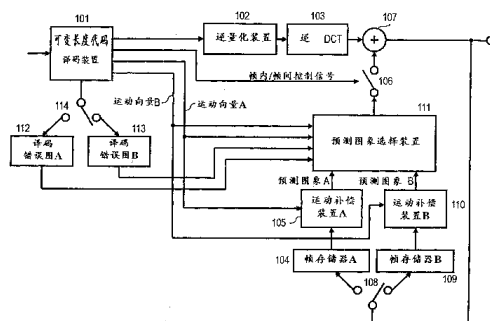 101
可变长度代码
译码装置
102
逆量化装置
103
逆 DCT
107
帧内/帧间控制信号
106
运动向量B
运动向量A
114
112
113
译码
错误图A
译码
错误图B
111
预测图象选择装置
预测图象 A
预测图象 B
运动补偿
装置A
105
运动补偿
装置B
110
104
帧存储器A
108
帧存储器B
109